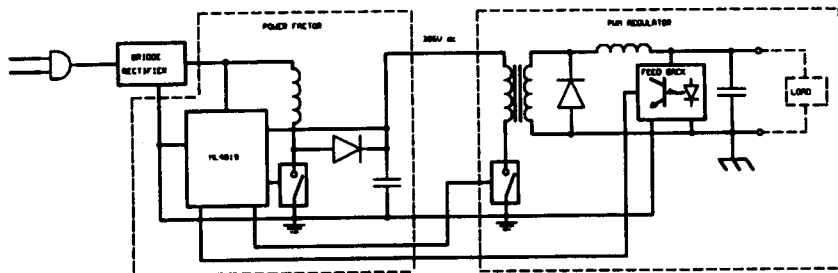 POWER FACTOR
PWM REGULATOR
385V dc
BRIDGE
RECTIFIER
FEED BACK
LOAD
ML4819